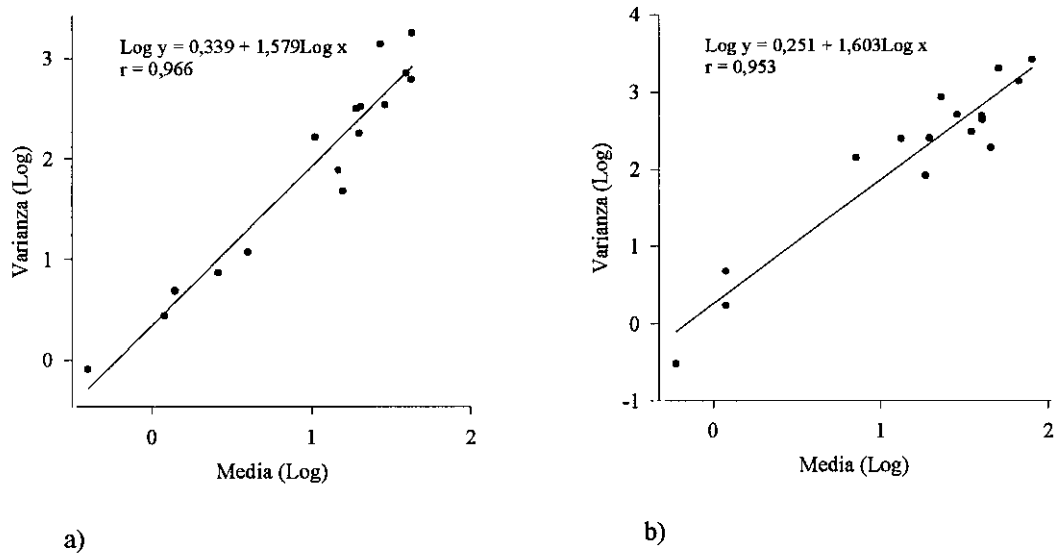 Log y = 0,339 + 1,579Log x
r = 0,966
3
2
1
0
Varianza (Log)
0
1
2
Media (Log)
a)
Log y = 0,251 + 1,603Log x
r = 0,953
4
3
2
1
0
-1
Varianza (Log)
0
1
2
Media (Log)
b)